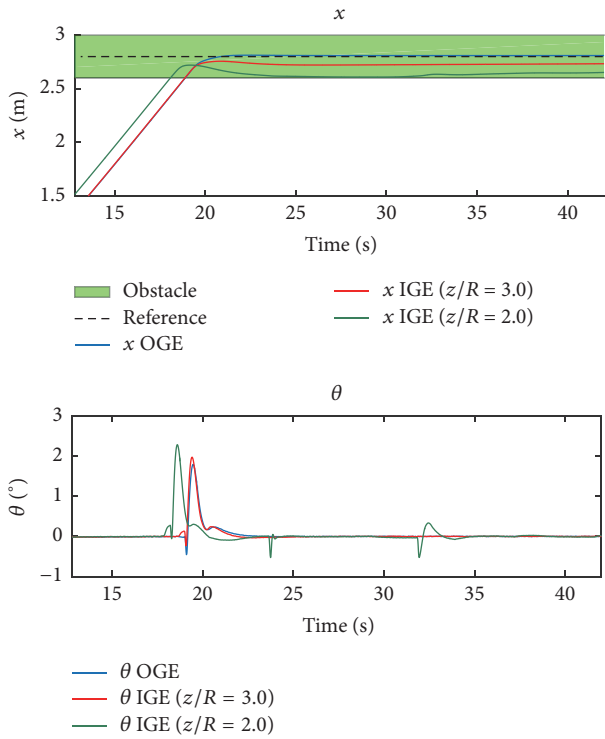 x
3
2.5
2
1.5
x (m)
15 20 25 30 35 40
Time (s)
Obstacle
Reference
x OGE
x IGE (z/R = 3.0)
x IGE (z/R = 2.0)
θ
3
2
1
0
−1
θ (°)
15 20 25 30 35 40
Time (s)
θ OGE
θ IGE (z/R = 3.0)
θ IGE (z/R = 2.0)